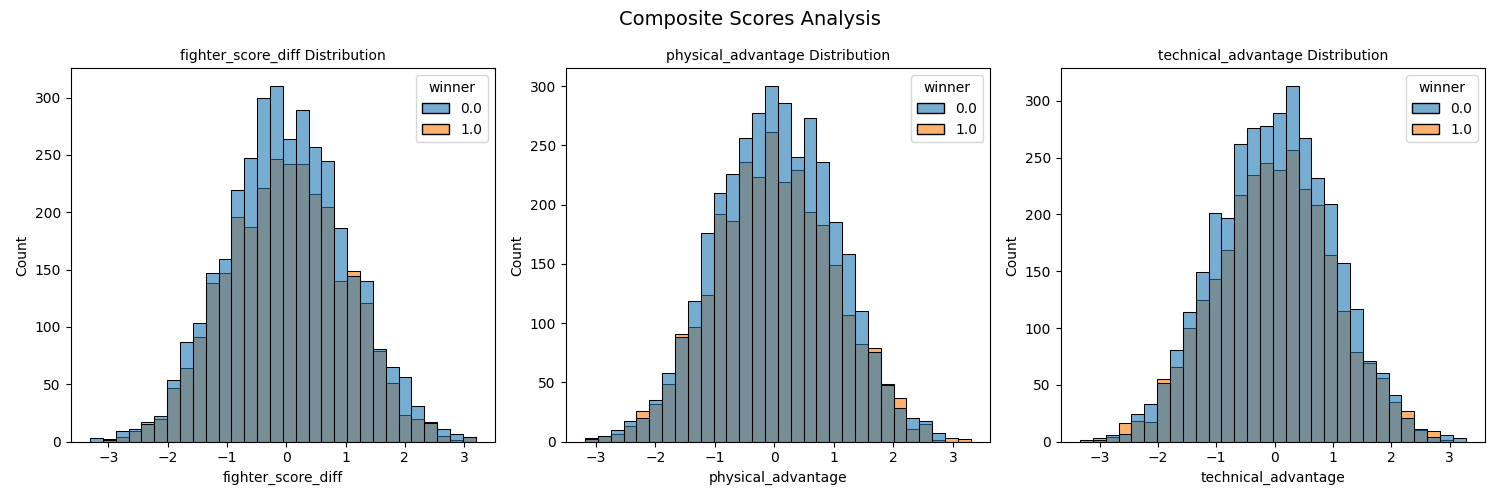 Composite Scores Analysis
fighter_score_diff Distribution
winner
0.0
1.0
Count
300
250
200
150
100
50
0
−3 −2 −1 0 1 2 3
fighter_score_diff
physical_advantage Distribution
winner
0.0
1.0
Count
300
250
200
150
100
50
0
−3 −2 −1 0 1 2 3
physical_advantage
technical_advantage Distribution
winner
0.0
1.0
Count
300
250
200
150
100
50
0
−3 −2 −1 0 1 2 3
technical_advantage